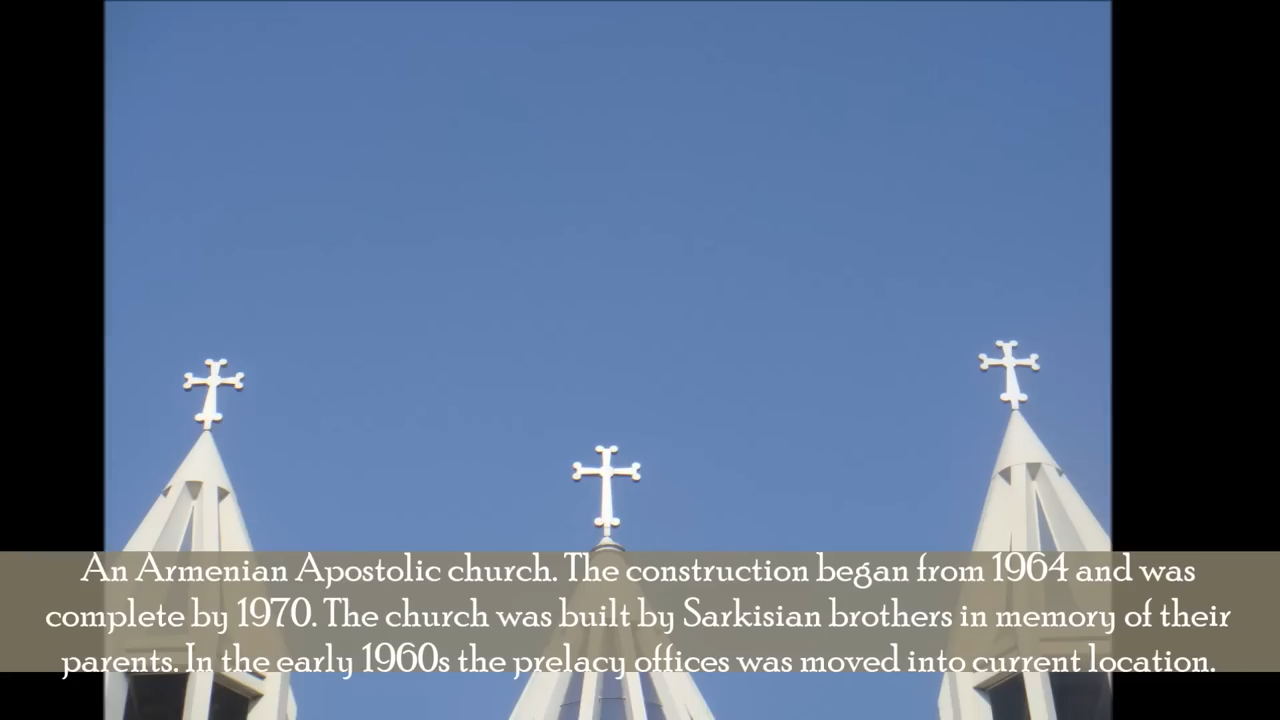 An Armenian Apostolic church. The construction began from 1964 and was
complete by 1970. The church was built by Sarkisian brothers in memory of their
parents. In the early 1960s the prelacy offices was moved into current location.